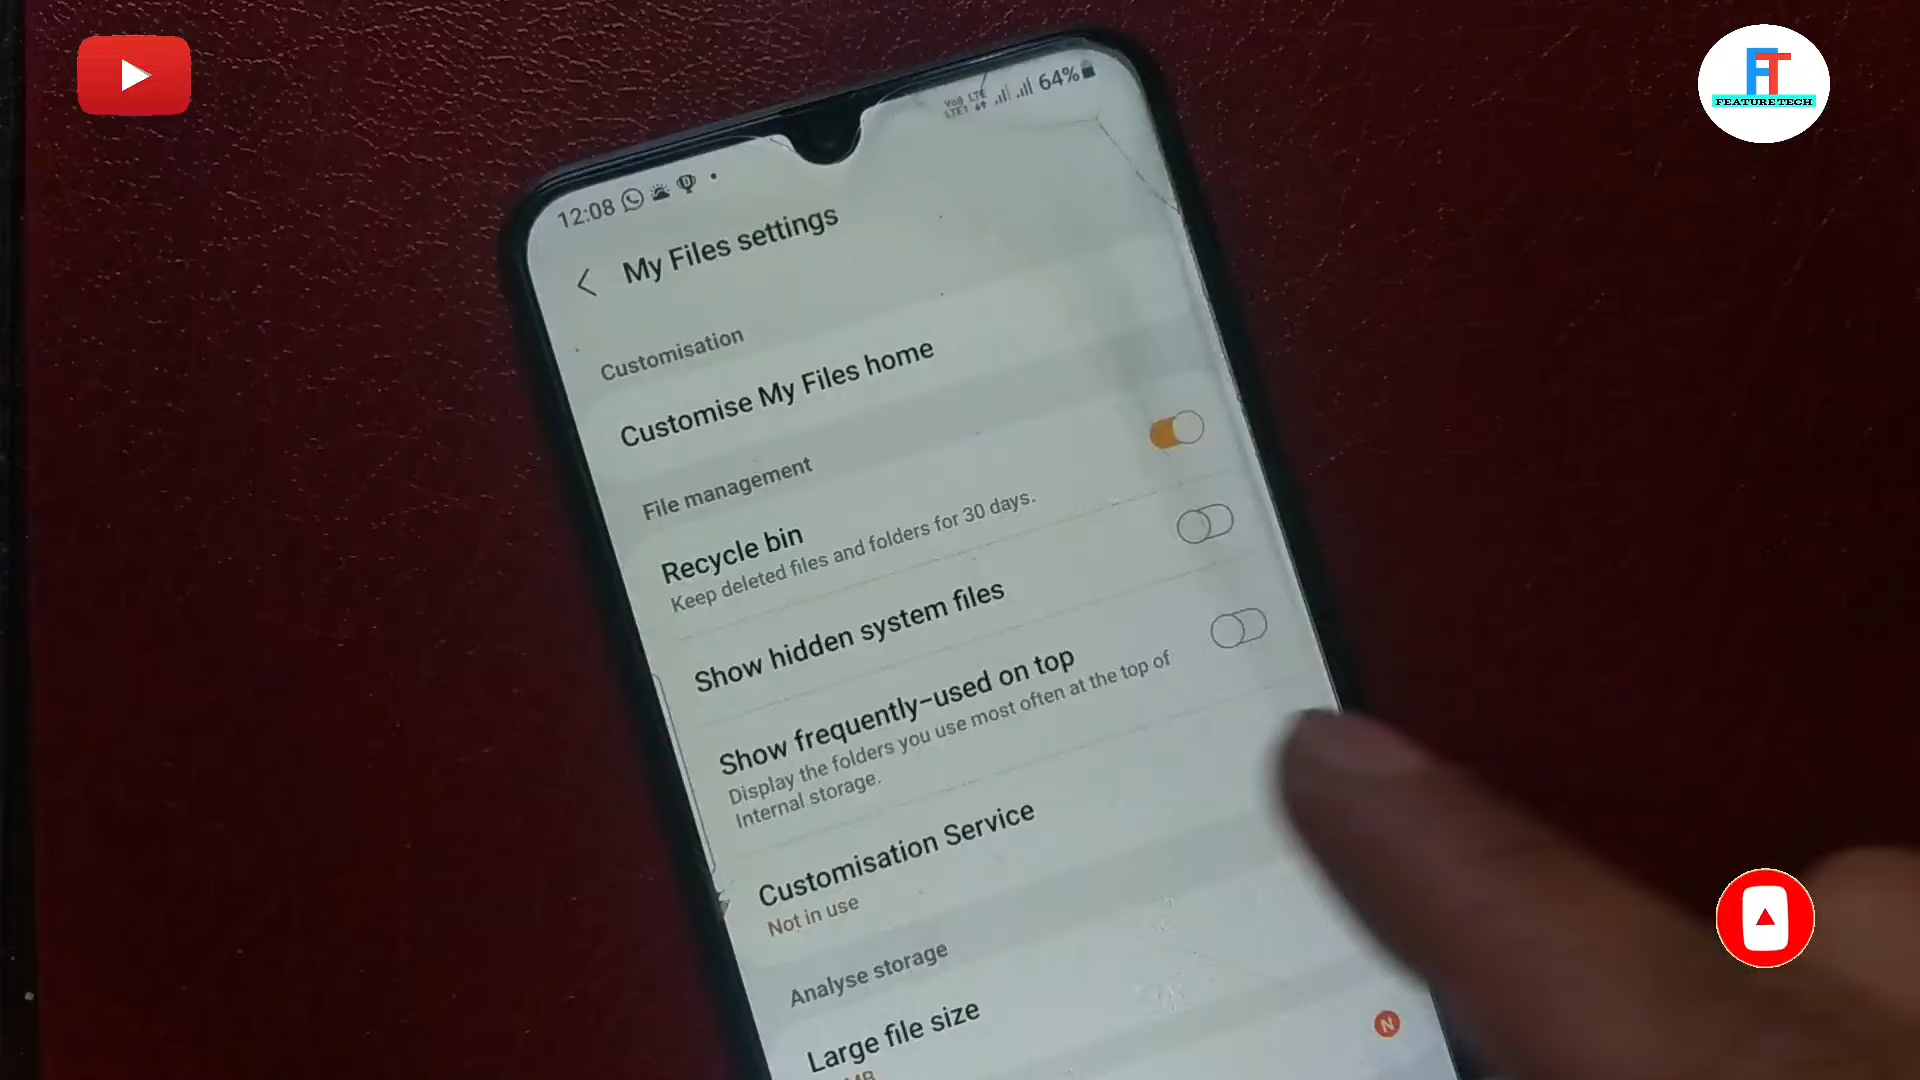 FT
FEATURE TECH
64%
12:08
My Files settings
Customisation
Customise My Files home
File management
Recycle bin
Keep deleted files and folders for 30 days.
Show hidden system files
Show frequently-used on top
Display the folders you use most often at the top of
Internal storage.
Customisation Service
Not in use
Analyse storage
Large file size
N
MB